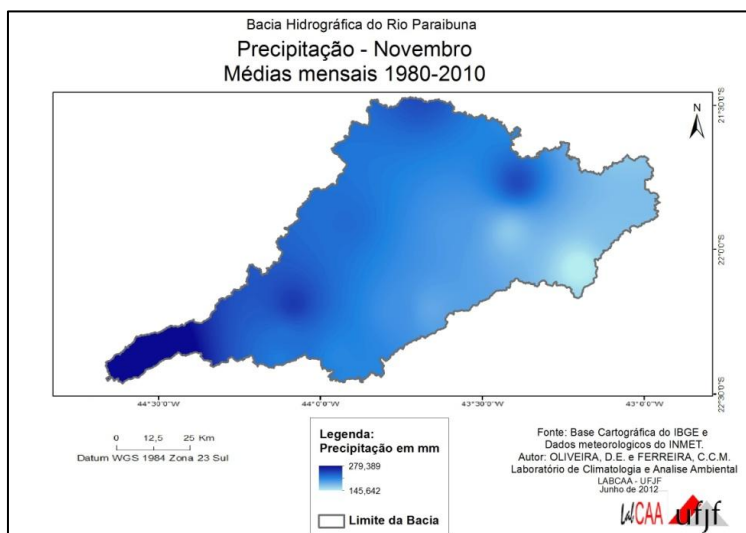 Bacia Hidrográfica do Rio Paraibuna
Precipitação - Novembro
Médias mensais 1980-2010
21°30'0"S
N
22°0'0"S
22°30'0"S
44°30'0"W
44°0'0"W
43°30'0"W
43°0'0"W
0 12,5 25 Km
Datum WGS 1984 Zona 23 Sul
Legenda:
Precipitação em mm
279,389
145,642
Limite da Bacia
Fonte: Base Cartográfica do IBGE e
Dados meteorologicos do INMET.
Autor: OLIVEIRA, D.E. e FERREIRA, C.C.M.
Laboratório de Climatologia e Analise Ambiental
LABCAA - UFJF
Junho de 2012
LabCAA ufjf